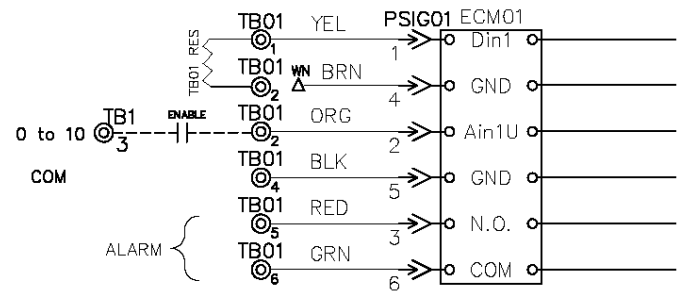 TB01 YEL PSIG01 ECM01
1 1 Din1
TB01 RES
TB01 WN BRN
2 4 GND
TB1 ENABLE TB01 ORG
0 to 10 3 2 2 Ain1U
TB01 BLK
COM 4 5 GND
TB01 RED
5 3 N.O.
ALARM
TB01 GRN
6 6 COM